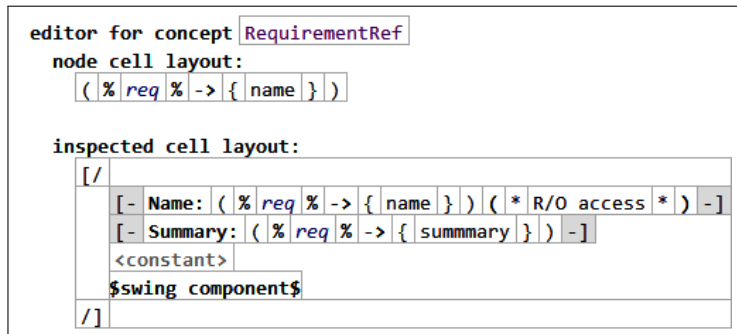 editor for concept RequirementRef
node cell layout:
( % req % -> { name } )
inspected cell layout:
[/
[- Name: ( % req % -> { name } ) ( * R/O access * ) -]
[- Summary: ( % req % -> { summmary } ) -]
<constant>
$swing component$
/]